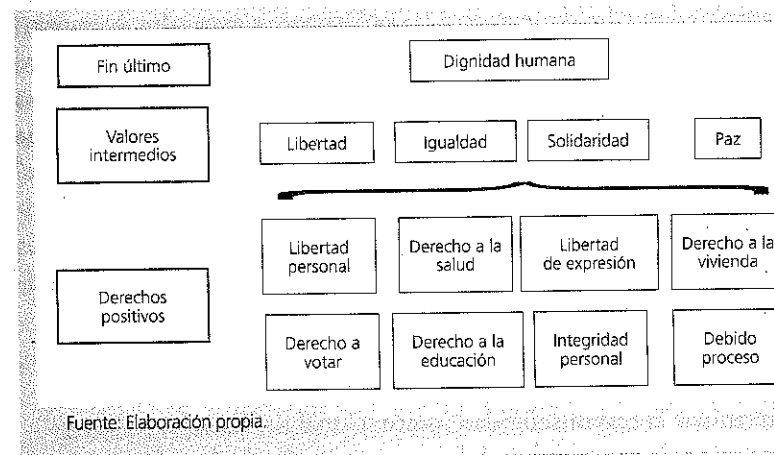 Fin último
Dignidad humana
Valores
intermedios
Libertad
Igualdad
Solidaridad
Paz
Derechos
positivos
Libertad
personal
Derecho a la
salud
Libertad
de expresión
Derecho a la
vivienda
Derecho a
votar
Derecho a la
educación
Integridad
personal
Debido
proceso
Fuente: Elaboración propia.